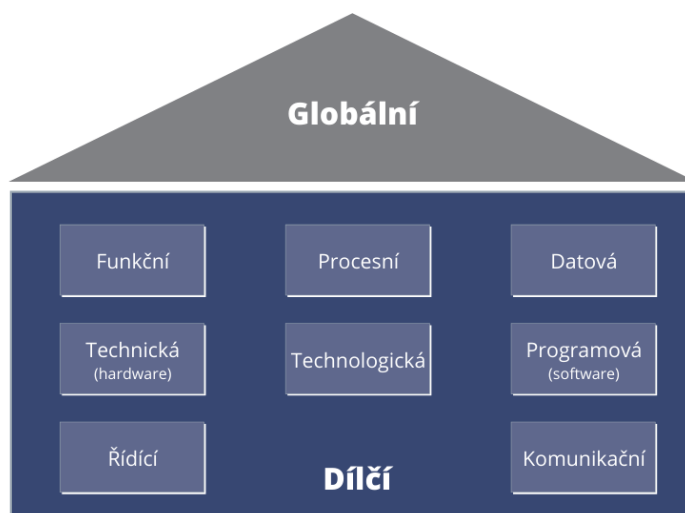 Globální
Funkční
Procesní
Datová
Technická
(hardware)
Technologická
Programová
(software)
Řídící
Dílčí
Komunikační